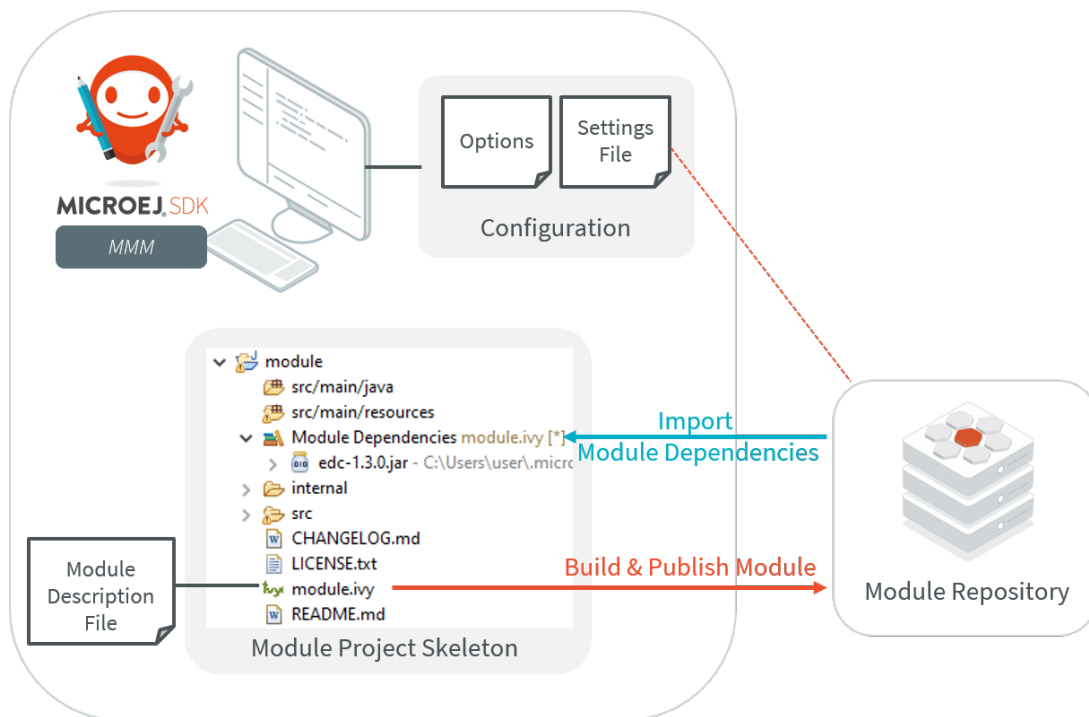 MICROEJ. SDK
MMM
Options
Settings
File
Configuration
module
src/main/java
src/main/resources
Module Dependencies module.ivy [*]
edc-1.3.0.jar - C:\Users\user\.micro
internal
src
CHANGELOG.md
LICENSE.txt
module.ivy
README.md
Module Project Skeleton
Module
Description
File
Import
Module Dependencies
Build & Publish Module
Module Repository